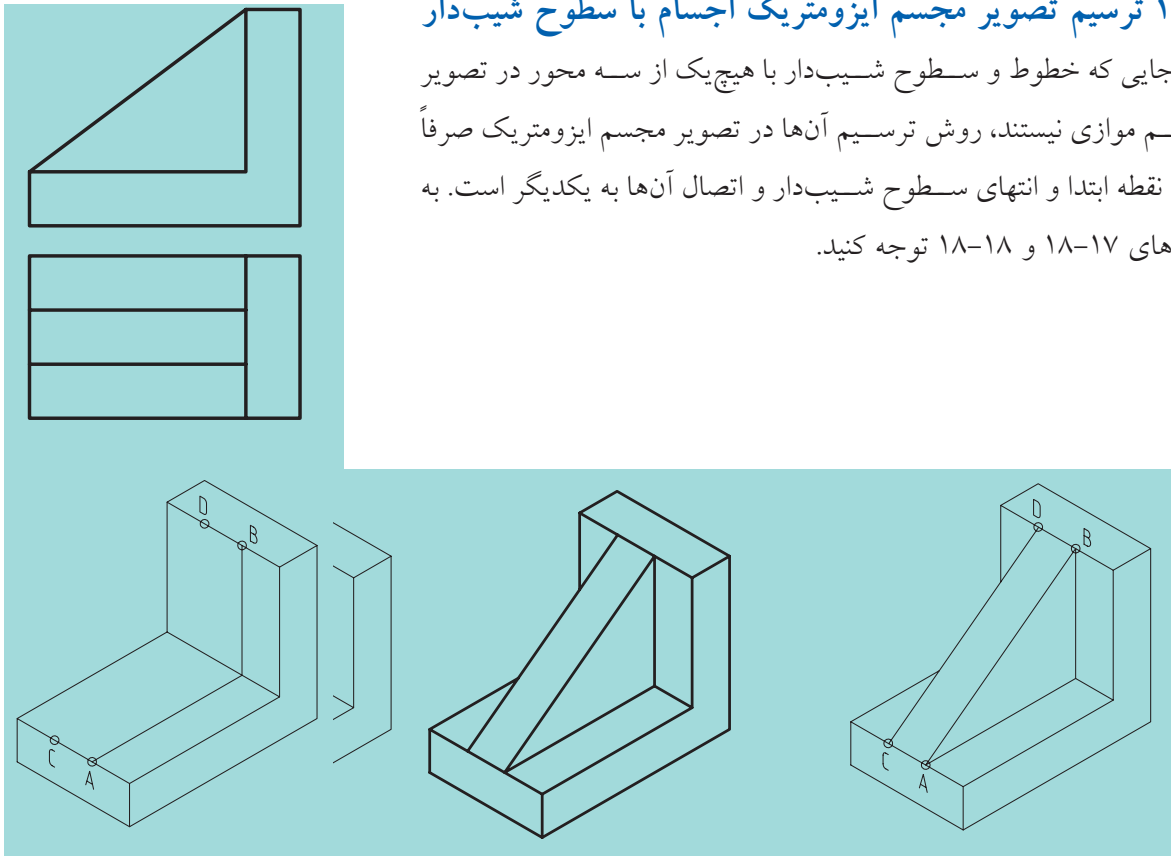 ۱ ترسیم تصویر مجسم ایزومتریک اجسام با سطوح شیب‌دار
جایی که خطوط و سطوح شیب‌دار با هیچ‌یک از سه محور در تصویر
ـم موازی نیستند، روش ترسیم آن‌ها در تصویر مجسم ایزومتریک صرفاً
نقطه ابتدا و انتهای سطوح شیب‌دار و اتصال آن‌ها به یکدیگر است. به
های ۱۷–۱۸ و ۱۸–۱۸ توجه کنید.
D
B
C
A
D
B
C
A